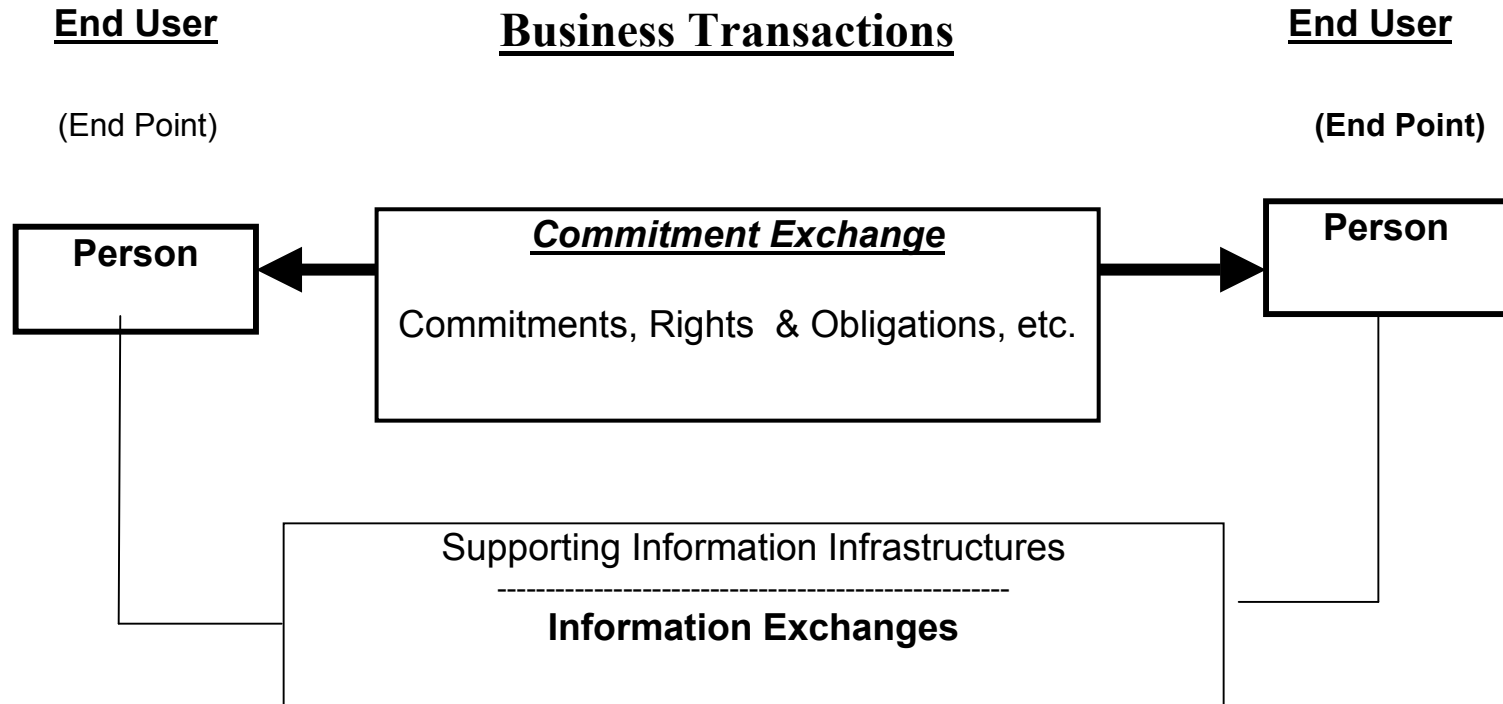 End User
Business Transactions
End User
(End Point)
(End Point)
Person
Commitment Exchange
Person
Commitments, Rights & Obligations, etc.
Supporting Information Infrastructures
---------------------------------------------------
Information Exchanges